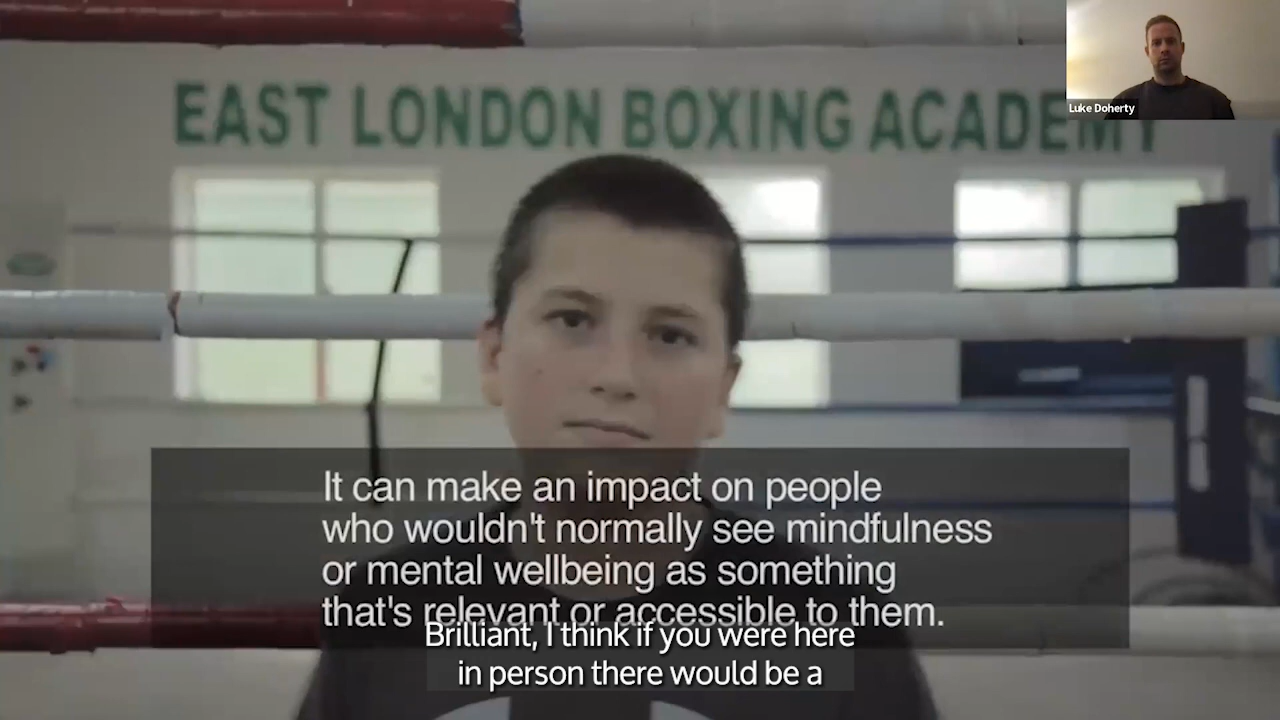 EAST LONDON BOXING ACADEMY
Luke Doherty
It can make an impact on people
who wouldn't normally see mindfulness
or mental wellbeing as something
that's relevant or accessible to them.
Brilliant, I think if you were here
in person there would be a